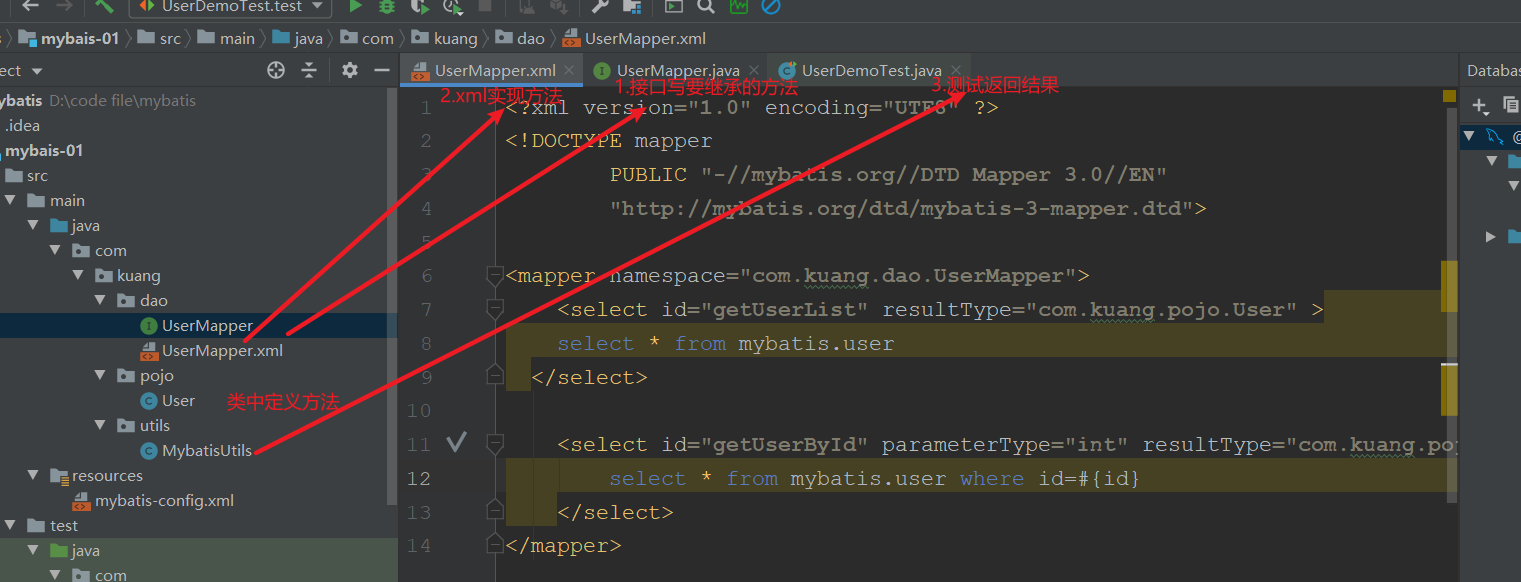 UserDemoTest.test
mybais-01 src main java com kuang dao UserMapper.xml
ect
UserMapper.xml UserMapper.java UserDemoTest.java
Databas
2.xml实现方法 1.接口写要继承的方法 3.测试返回结果
ybatis D:\code file\mybatis
.idea
mybais-01
src
main
java
com
kuang
dao
UserMapper
UserMapper.xml
pojo
User
类中定义方法
utils
MybatisUtils
resources
mybatis-config.xml
test
java
com
1 <?xml version="1.0" encoding="UTF8" ?>
2 <!DOCTYPE mapper
3 PUBLIC "-//mybatis.org//DTD Mapper 3.0//EN"
4 "http://mybatis.org/dtd/mybatis-3-mapper.dtd">
5
6 <mapper namespace="com.kuang.dao.UserMapper">
7 <select id="getUserList" resultType="com.kuang.pojo.User" >
8 select * from mybatis.user
9 </select>
10
11 <select id="getUserById" parameterType="int" resultType="com.kuang.po
12 select * from mybatis.user where id=#{id}
13 </select>
14 </mapper>